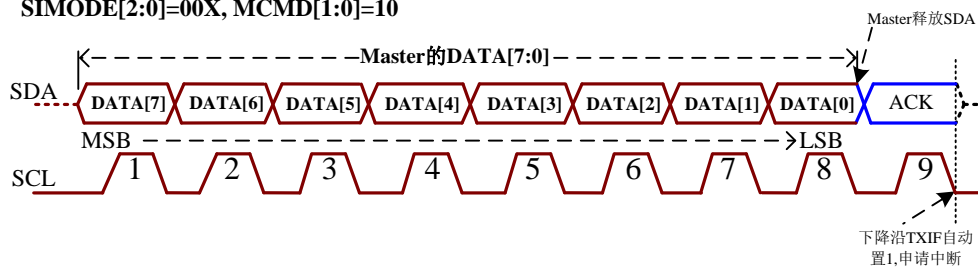 SIMODE[2:0]=00X, MCMD[1:0]=10
Master释放SDA
Master的DATA[7:0]
SDA
DATA[7] DATA[6] DATA[5] DATA[4] DATA[3] DATA[2] DATA[1] DATA[0] ACK
MSB
LSB
SCL
1 2 3 4 5 6 7 8 9
下降沿TXIF自动
置1,申请中断